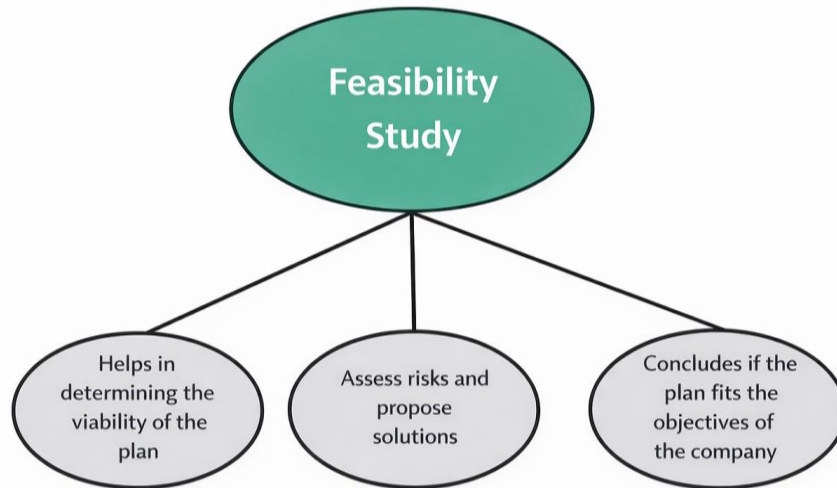 Feasibility
Study
Helps in
determining the
viability of the
plan
Assess risks and
propose
solutions
Concludes if the
plan fits the
objectives of
the company